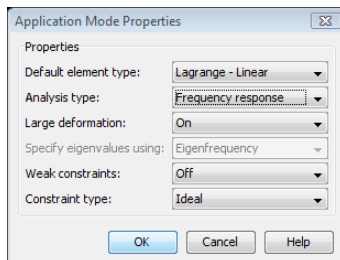 Application Mode Properties
Properties
Default element type: Lagrange - Linear
Analysis type: Frequency response
Large deformation: On
Specify eigenvalues using: Eigenfrequency
Weak constraints: Off
Constraint type: Ideal
OK Cancel Help